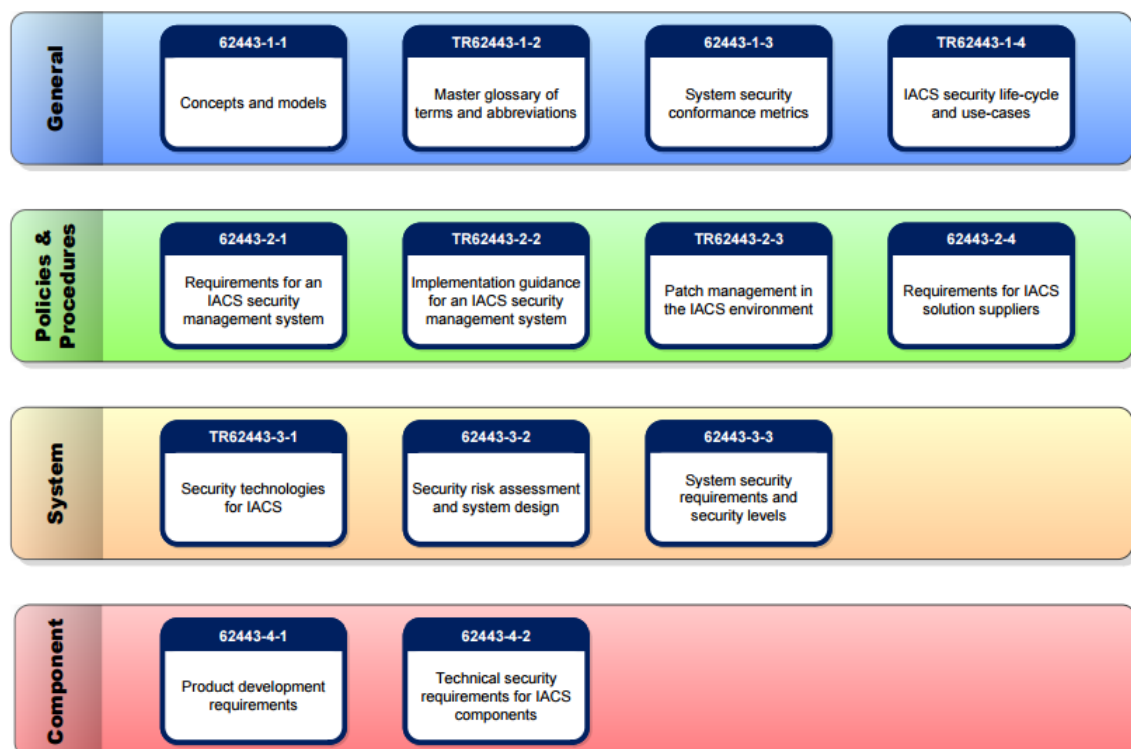 General
62443-1-1
Concepts and models
TR62443-1-2
Master glossary of
terms and abbreviations
62443-1-3
System security
conformance metrics
TR62443-1-4
IACS security life-cycle
and use-cases
Policies &
Procedures
62443-2-1
Requirements for an
IACS security
management system
TR62443-2-2
Implementation guidance
for an IACS security
management system
TR62443-2-3
Patch management in
the IACS environment
62443-2-4
Requirements for IACS
solution suppliers
System
TR62443-3-1
Security technologies
for IACS
62443-3-2
Security risk assessment
and system design
62443-3-3
System security
requirements and
security levels
Component
62443-4-1
Product development
requirements
62443-4-2
Technical security
requirements for IACS
components